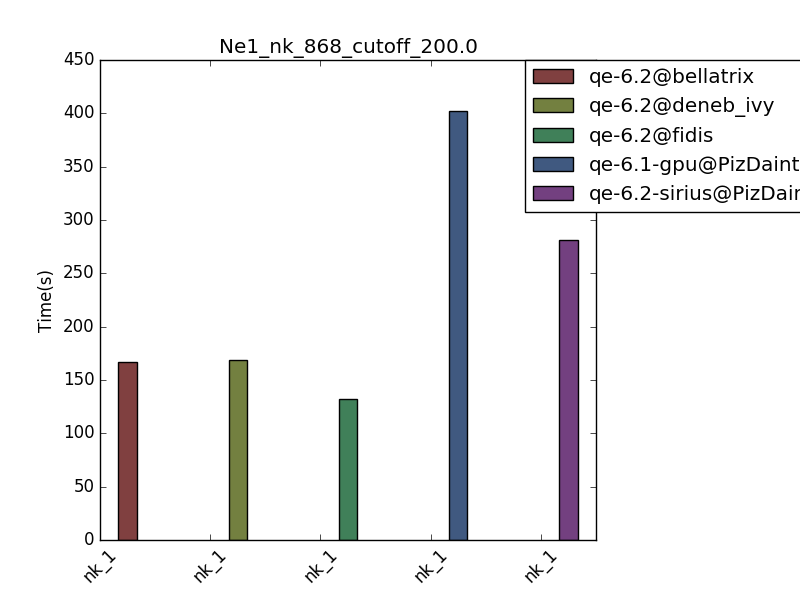 Ne1_nk_868_cutoff_200.0
450
400
350
300
250
200
150
100
50
0
Time(s)
nk_1
nk_1
nk_1
nk_1
nk_1
qe-6.2@bellatrix
qe-6.2@deneb_ivy
qe-6.2@fidis
qe-6.1-gpu@PizDaint
qe-6.2-sirius@PizDain